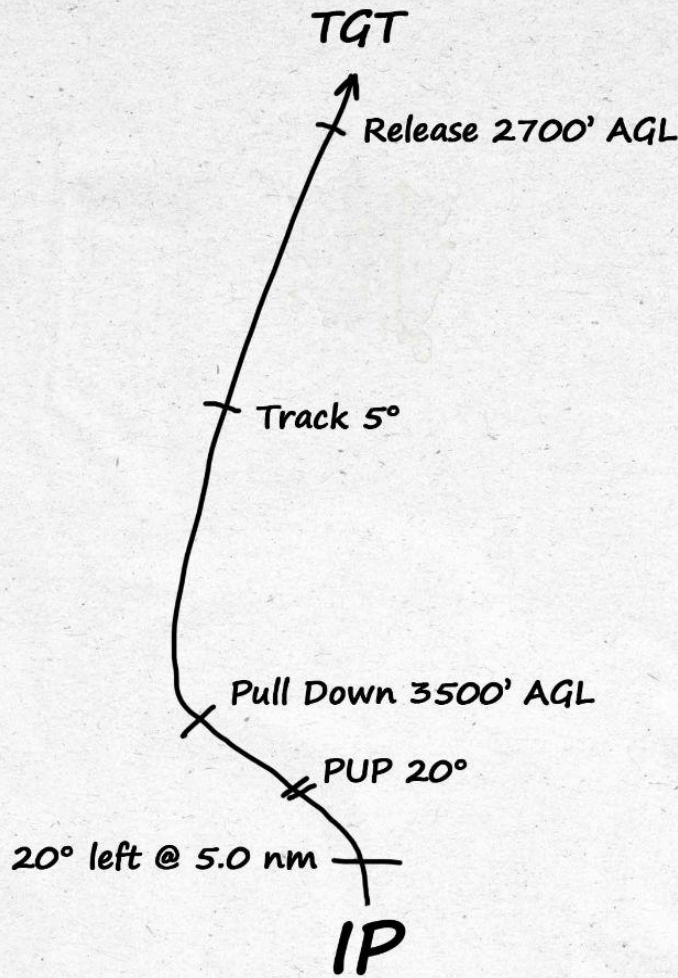 TGT
Release 2700' AGL
Track 5°
Pull Down 3500' AGL
PUP 20°
20° left @ 5.0 nm
IP